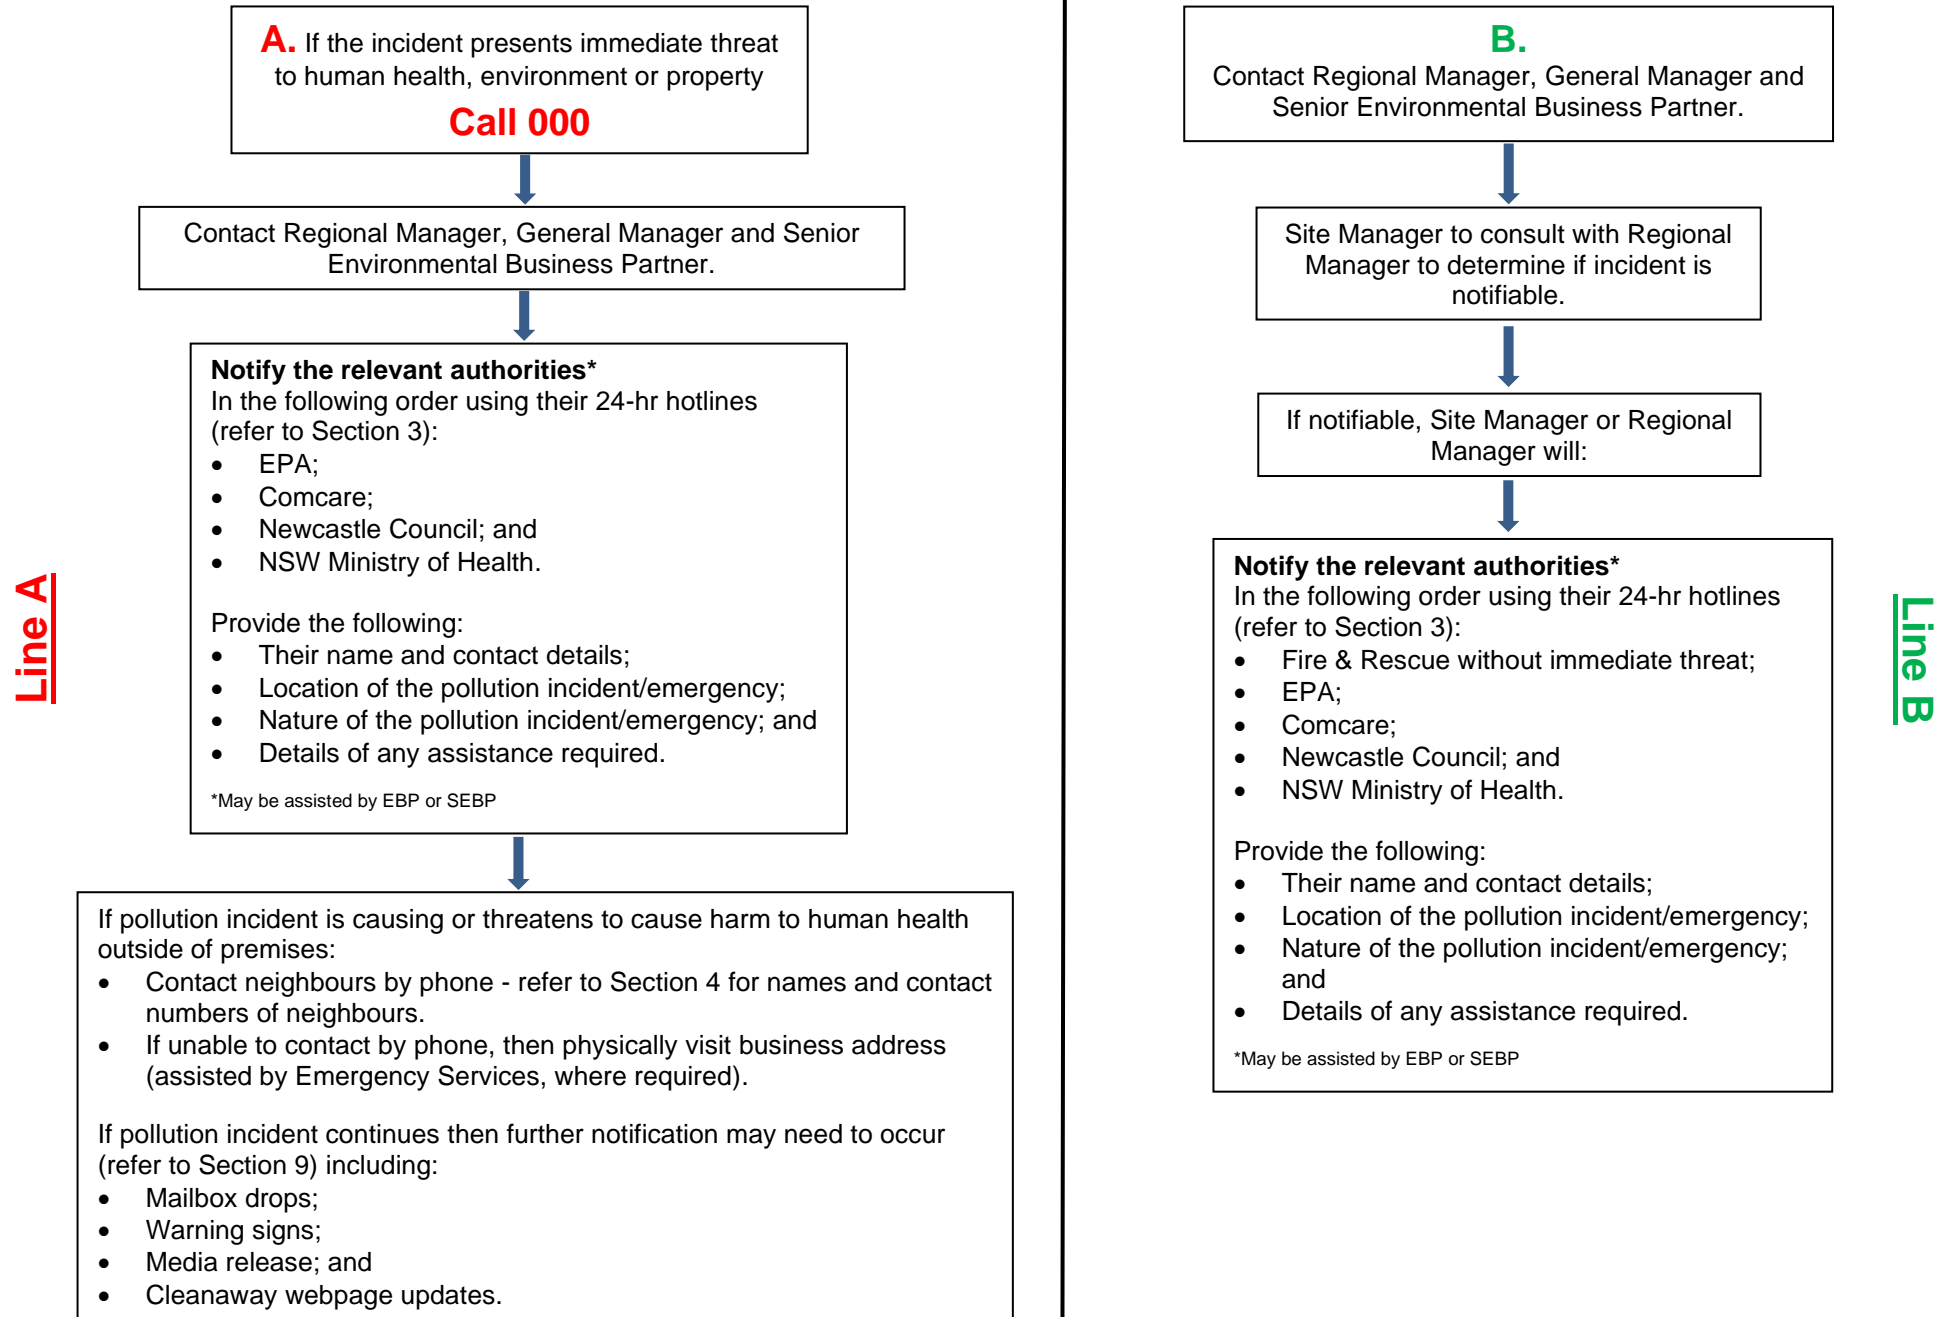 A. If the incident presents immediate threat
to human health, environment or property
Call 000
Contact Regional Manager, General Manager and Senior
Environmental Business Partner.
Notify the relevant authorities*
In the following order using their 24-hr hotlines
(refer to Section 3):
• EPA;
• Comcare;
• Newcastle Council; and
• NSW Ministry of Health.
Provide the following:
• Their name and contact details;
• Location of the pollution incident/emergency;
• Nature of the pollution incident/emergency; and
• Details of any assistance required.
*May be assisted by EBP or SEBP
If pollution incident is causing or threatens to cause harm to human health
outside of premises:
• Contact neighbours by phone - refer to Section 4 for names and contact
numbers of neighbours.
• If unable to contact by phone, then physically visit business address
(assisted by Emergency Services, where required).
If pollution incident continues then further notification may need to occur
(refer to Section 9) including:
• Mailbox drops;
• Warning signs;
• Media release; and
• Cleanaway webpage updates.
Line A
B.
Contact Regional Manager, General Manager and
Senior Environmental Business Partner.
Site Manager to consult with Regional
Manager to determine if incident is
notifiable.
If notifiable, Site Manager or Regional
Manager will:
Notify the relevant authorities*
In the following order using their 24-hr hotlines
(refer to Section 3):
• Fire & Rescue without immediate threat;
• EPA;
• Comcare;
• Newcastle Council; and
• NSW Ministry of Health.
Provide the following:
• Their name and contact details;
• Location of the pollution incident/emergency;
• Nature of the pollution incident/emergency;
and
• Details of any assistance required.
*May be assisted by EBP or SEBP
Line B